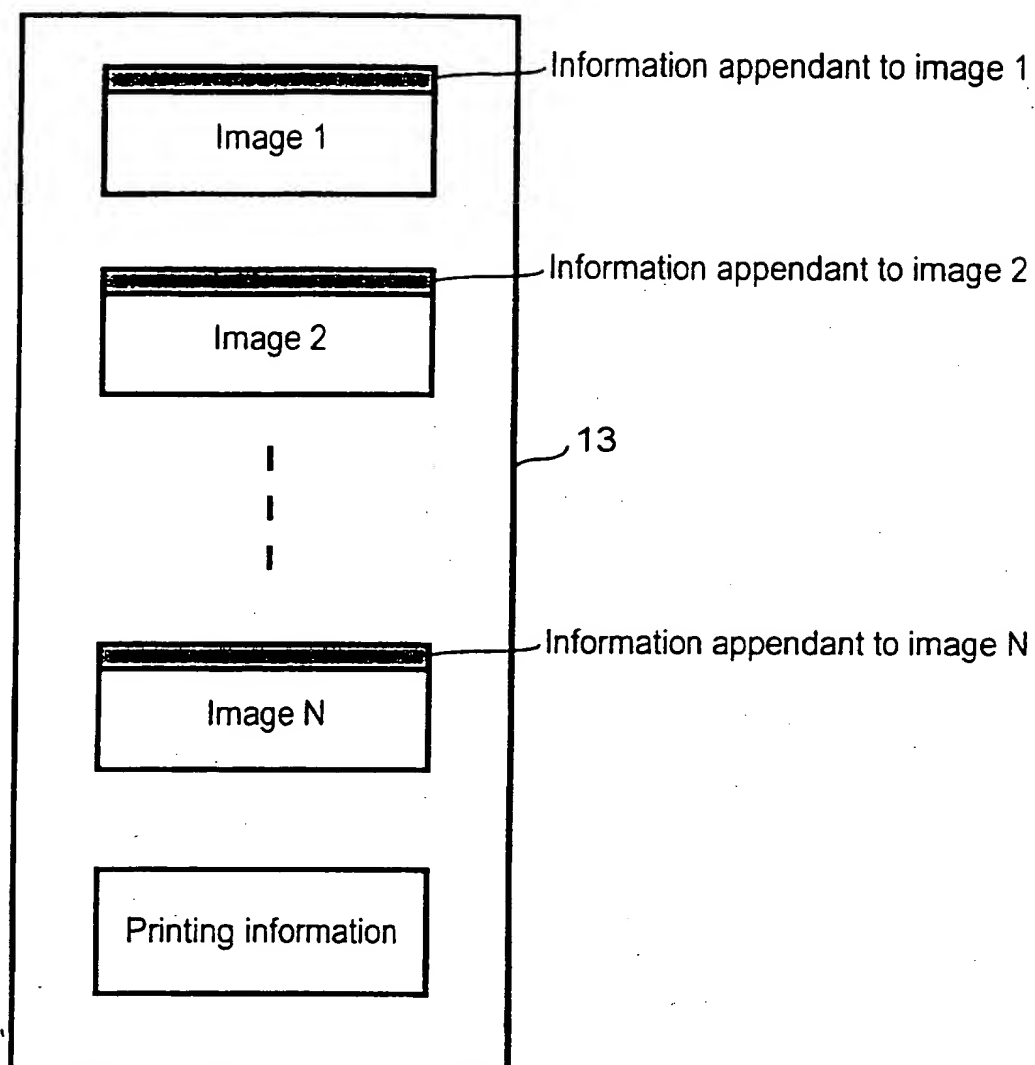 Information appendant to image 1
Image 1
Information appendant to image 2
Image 2
13
Information appendant to image N
Image N
Printing information